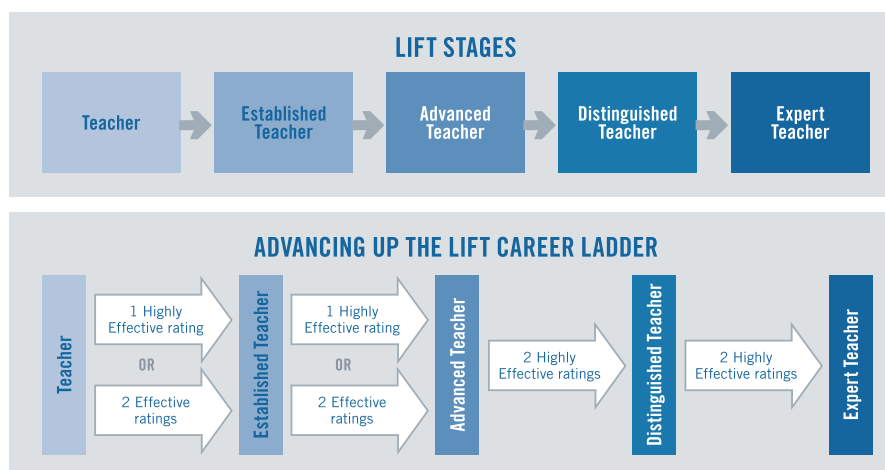 LIFT STAGES
Teacher
Established
Teacher
Advanced
Teacher
Distinguished
Teacher
Expert
Teacher
ADVANCING UP THE LIFT CAREER LADDER
Teacher
1 Highly
Effective rating
OR
2 Effective
ratings
Established Teacher
1 Highly
Effective rating
OR
2 Effective
ratings
Advanced Teacher
2 Highly
Effective ratings
Distinguished Teacher
2 Highly
Effective ratings
Expert Teacher